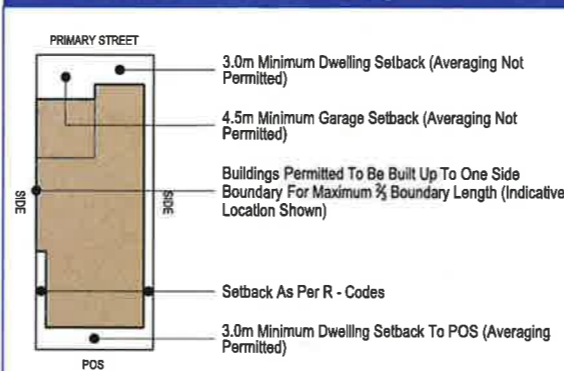 PRIMARY STREET
3.0m Minimum Dwelling Setback (Averaging Not
Permitted)
4.5m Minimum Garage Setback (Averaging Not
Permitted)
Buildings Permitted To Be Built Up To One Side
Boundary For Maximum ⅔ Boundary Length (Indicative
Location Shown)
SIDE
SIDE
Setback As Per R - Codes
3.0m Minimum Dwelling Setback To POS (Averaging
Permitted)
POS